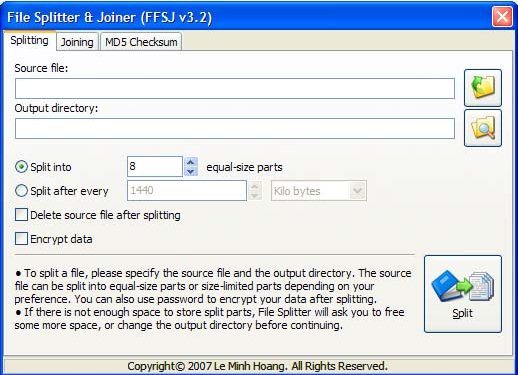 File Splitter & Joiner (FFSJ v3.2)
Splitting Joining MD5 Checksum
Source file:
Output directory:
Split into 8 equal-size parts
Split after every 1440 Kilo bytes
Delete source file after splitting
Encrypt data
● To split a file, please specify the source file and the output directory. The source
file can be split into equal-size parts or size-limited parts depending on your
preference. You can also use password to encrypt your data after splitting.
● If there is not enough space to store split parts, File Splitter will ask you to free
some more space, or change the output directory before continuing.
Split
Copyright© 2007 Le Minh Hoang. All Rights Reserved.